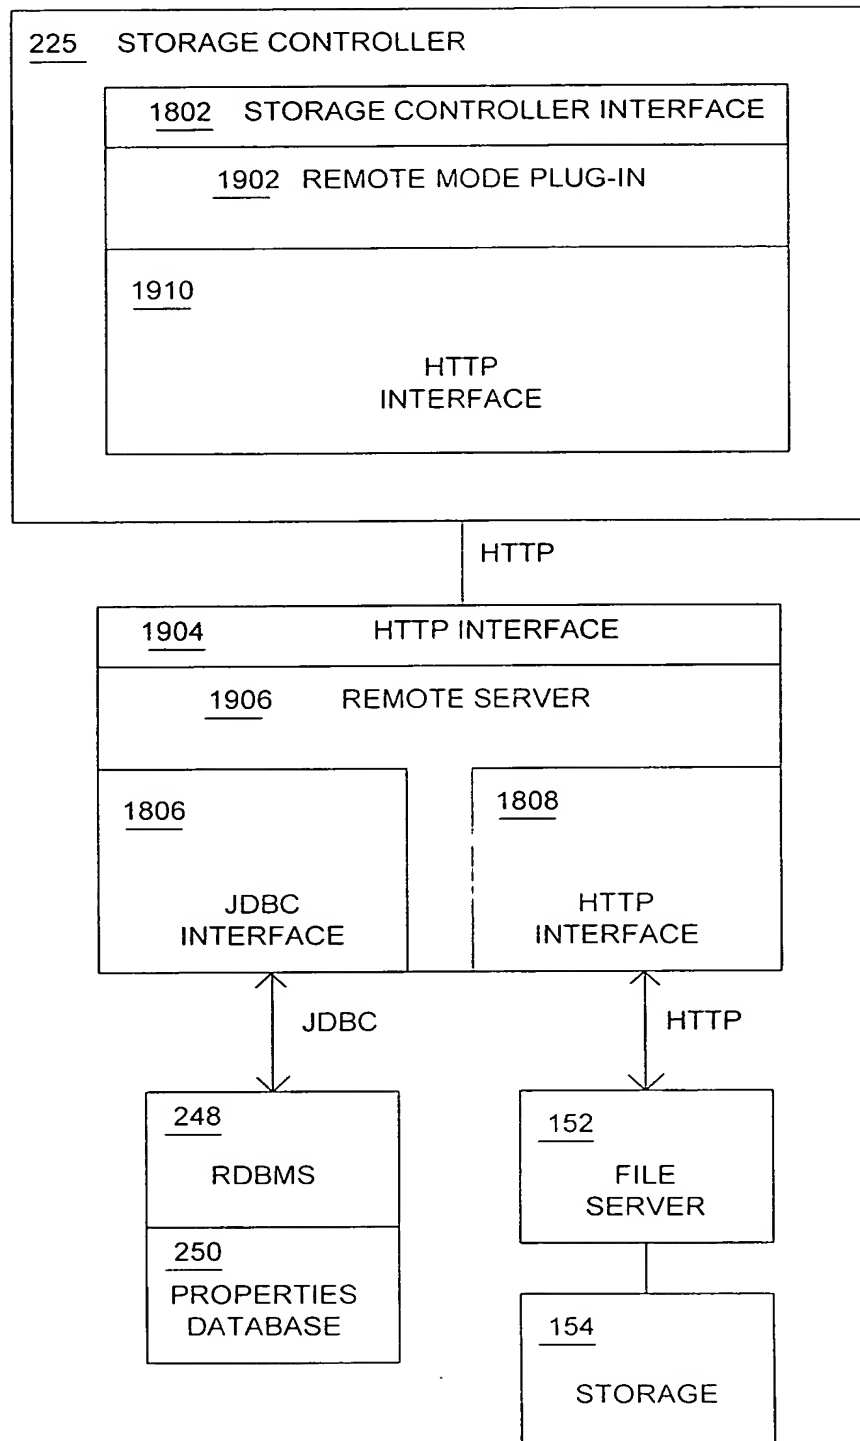 225 STORAGE CONTROLLER
1802 STORAGE CONTROLLER INTERFACE
1902 REMOTE MODE PLUG-IN
1910
HTTP
INTERFACE
HTTP
1904 HTTP INTERFACE
1906 REMOTE SERVER
1806
JDBC
INTERFACE
1808
HTTP
INTERFACE
JDBC
HTTP
248
RDBMS
250
PROPERTIES
DATABASE
152
FILE
SERVER
154
STORAGE